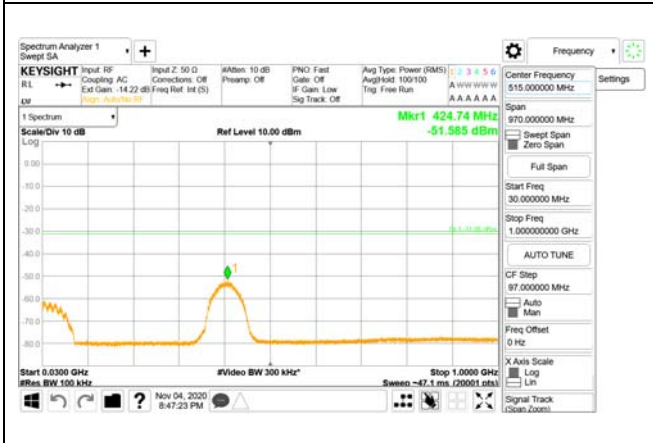 Spectrum Analyzer 1
Swept SA
Frequency
KEYSIGHT
Input: RF
Input Z: 50 Ω
#Atten: 10 dB
PNO: Fast
Avg Type: Power (RMS)
1 2 3 4 5 6
RL
Coupling: AC
Corrections: Off
Preamp: Off
Gate: Off
Avg|Hold: 100/100
A W W W W W
Ext Gain: -14.22 dB
Freq Ref: Int (S)
IF Gain: Low
Trig: Free Run
Align: Auto/No RF
Sig Track: Off
A A A A A A
1 Spectrum
Mkr1 424.74 MHz
Scale/Div 10 dB
Ref Level 10.00 dBm
-51.585 dBm
Log
0.00
-10.0
-20.0
-30.0
-40.0
-50.0
-60.0
-70.0
-80.0
1
Start 0.0300 GHz
#Video BW 300 kHz*
Stop 1.0000 GHz
#Res BW 100 kHz
Sweep ~47.1 ms (20001 pts)
?
Nov 04, 2020
8:47:23 PM
Center Frequency
515.000000 MHz
Settings
Span
970.000000 MHz
Swept Span
Zero Span
Full Span
Start Freq
30.000000 MHz
Stop Freq
1.000000000 GHz
AUTO TUNE
CF Step
97.000000 MHz
Auto
Man
Freq Offset
0 Hz
X Axis Scale
Log
Lin
Signal Track
(Span Zoom)